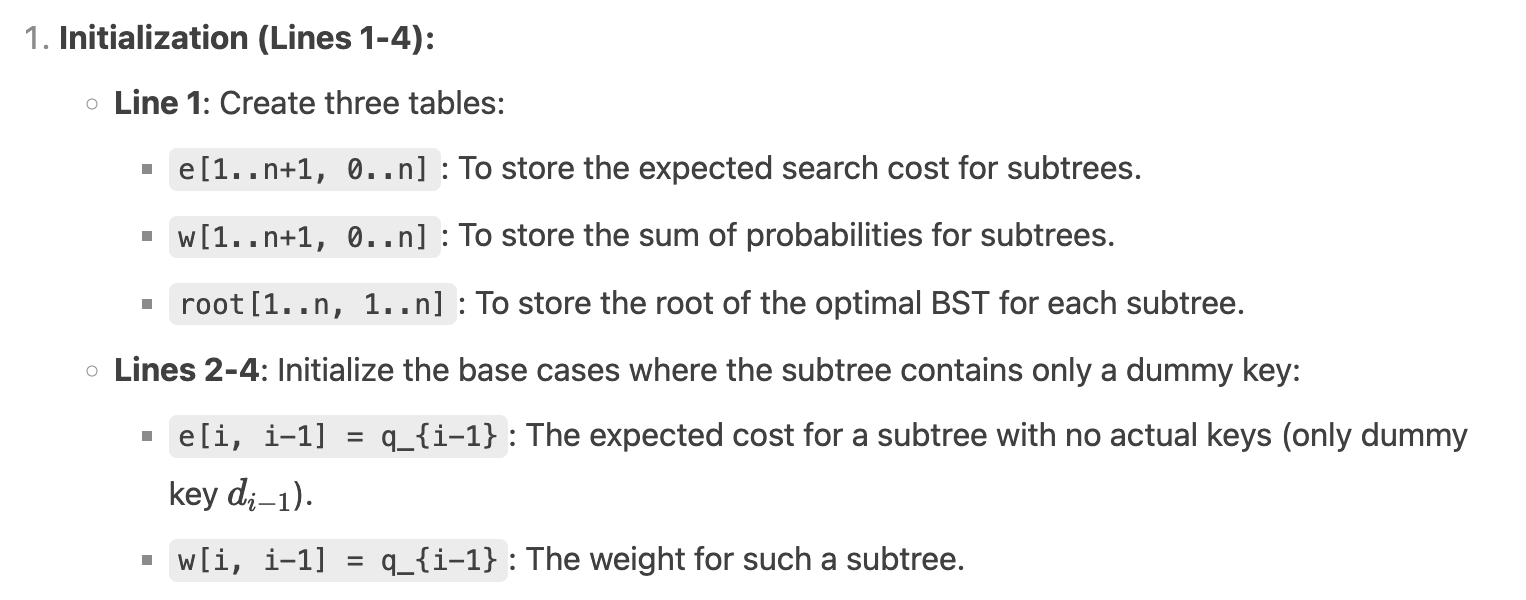 1. Initialization (Lines 1-4):
○ Line 1: Create three tables:
▪ e[1..n+1, 0..n] : To store the expected search cost for subtrees.
▪ w[1..n+1, 0..n] : To store the sum of probabilities for subtrees.
▪ root[1..n, 1..n] : To store the root of the optimal BST for each subtree.
○ Lines 2-4: Initialize the base cases where the subtree contains only a dummy key:
▪ e[i, i-1] = q_{i-1} : The expected cost for a subtree with no actual keys (only dummy
key d_{i-1}).
▪ w[i, i-1] = q_{i-1} : The weight for such a subtree.